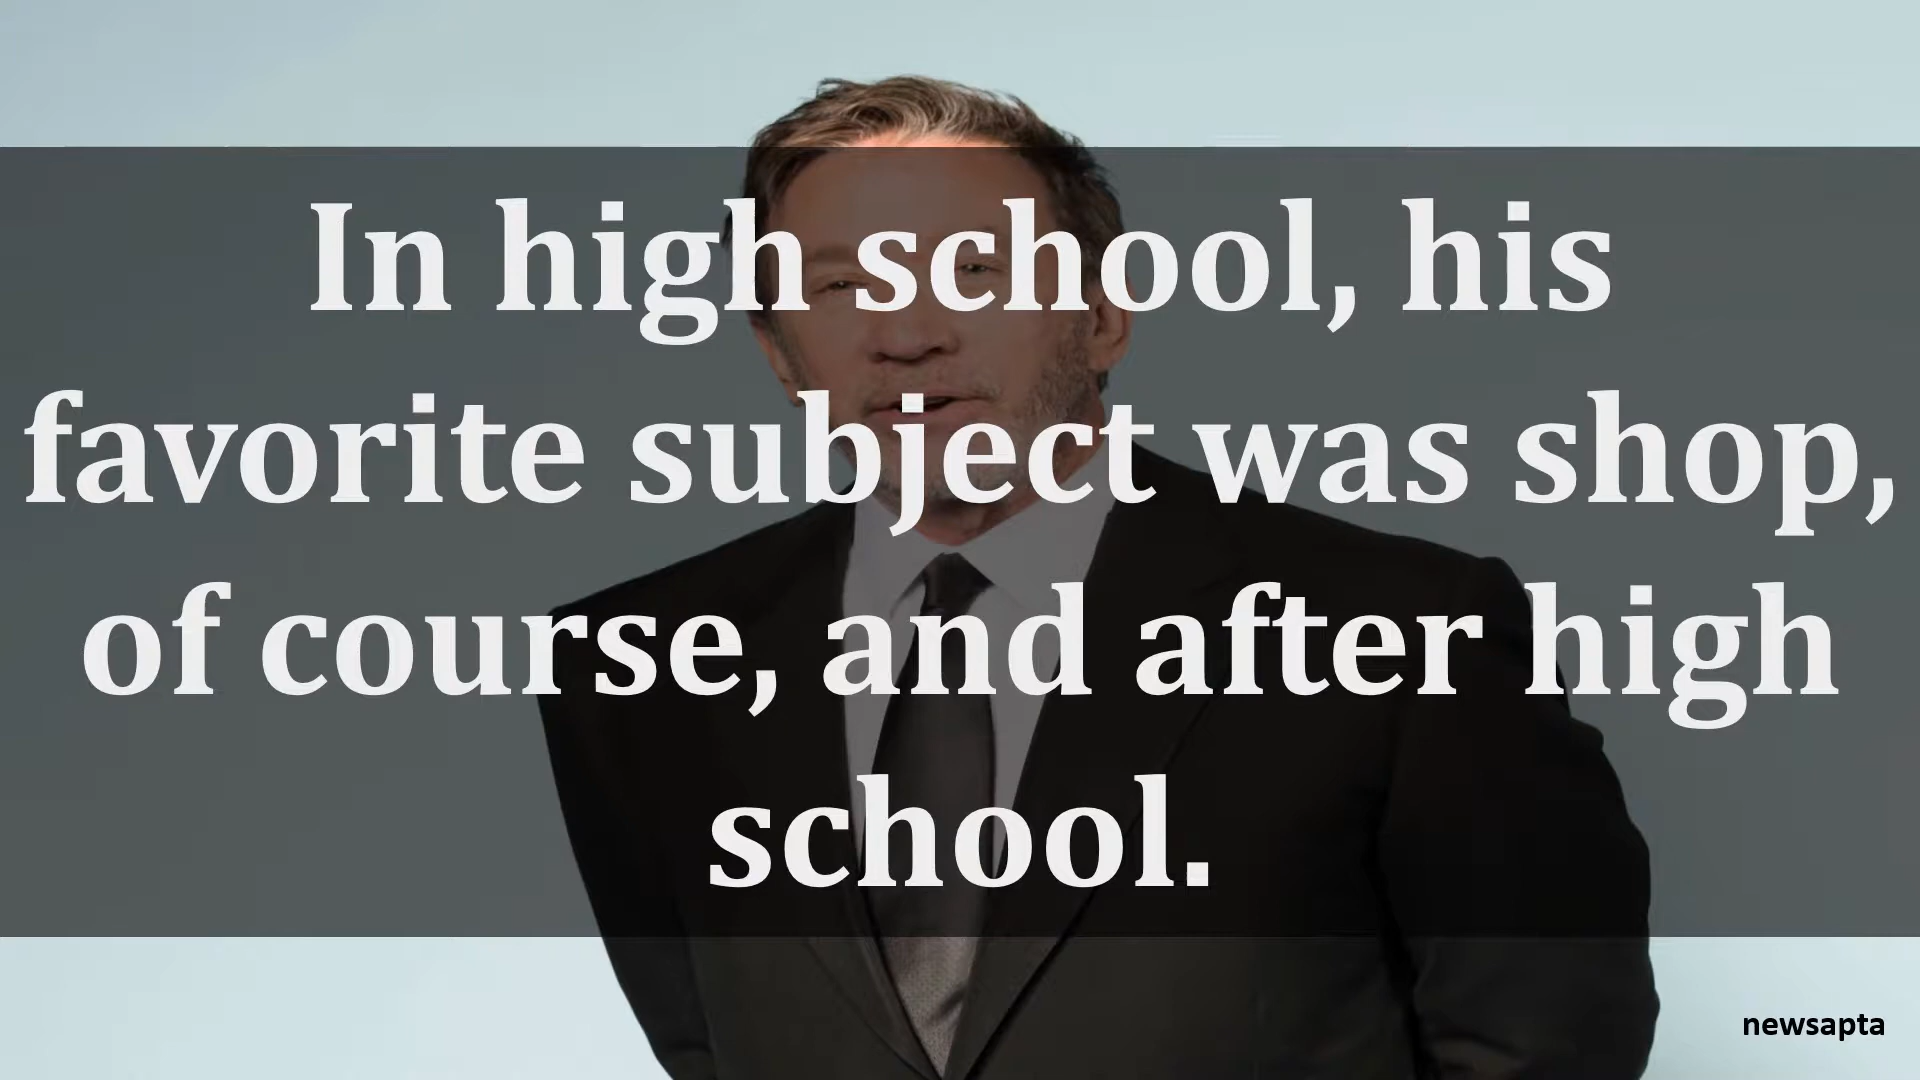 In high school, his
favorite subject was shop,
of course, and after high
school.
newsapta